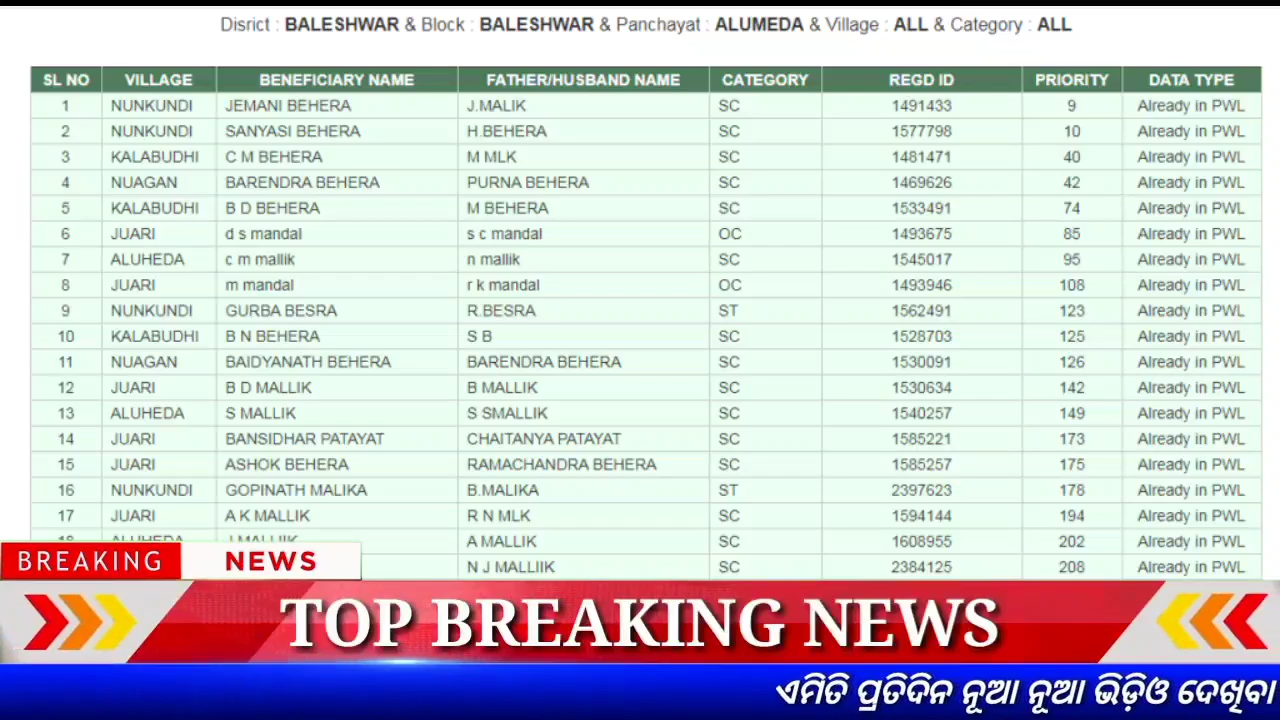 Disrict : BALESHWAR & Block : BALESHWAR & Panchayat : ALUMEDA & Village : ALL & Category : ALL
SL NO VILLAGE BENEFICIARY NAME FATHER/HUSBAND NAME CATEGORY REGD ID PRIORITY DATA TYPE
1 NUNKUNDI JEMANI BEHERA J.MALIK SC 1491433 9 Already in PWL
2 NUNKUNDI SANYASI BEHERA H.BEHERA SC 1577798 10 Already in PWL
3 KALABUDHI C M BEHERA M MLK SC 1481471 40 Already in PWL
4 NUAGAN BARENDRA BEHERA PURNA BEHERA SC 1469626 42 Already in PWL
5 KALABUDHI B D BEHERA M BEHERA SC 1533491 74 Already in PWL
6 JUARI d s mandal s c mandal OC 1493675 85 Already in PWL
7 ALUHEDA c m mallik n mallik SC 1545017 95 Already in PWL
8 JUARI m mandal r k mandal OC 1493946 108 Already in PWL
9 NUNKUNDI GURBA BESRA R.BESRA ST 1562491 123 Already in PWL
10 KALABUDHI B N BEHERA S B SC 1528703 125 Already in PWL
11 NUAGAN BAIDYANATH BEHERA BARENDRA BEHERA SC 1530091 126 Already in PWL
12 JUARI B D MALLIK B MALLIK SC 1530634 142 Already in PWL
13 ALUHEDA S MALLIK S SMALLIK SC 1540257 149 Already in PWL
14 JUARI BANSIDHAR PATAYAT CHAITANYA PATAYAT SC 1585221 173 Already in PWL
15 JUARI ASHOK BEHERA RAMACHANDRA BEHERA SC 1585257 175 Already in PWL
16 NUNKUNDI GOPINATH MALIKA B.MALIKA ST 2397623 178 Already in PWL
17 JUARI A K MALLIK R N MLK SC 1594144 194 Already in PWL
18 ALUHEDA A MALLIK SC 1608955 202 Already in PWL
N J MALLIIK SC 2384125 208 Already in PWL
BREAKING NEWS
TOP BREAKING NEWS
ଏମିତି ପ୍ରତିଦିନ ନୂଆ ନୂଆ ଭିଡ଼ିଓ ଦେଖିବା